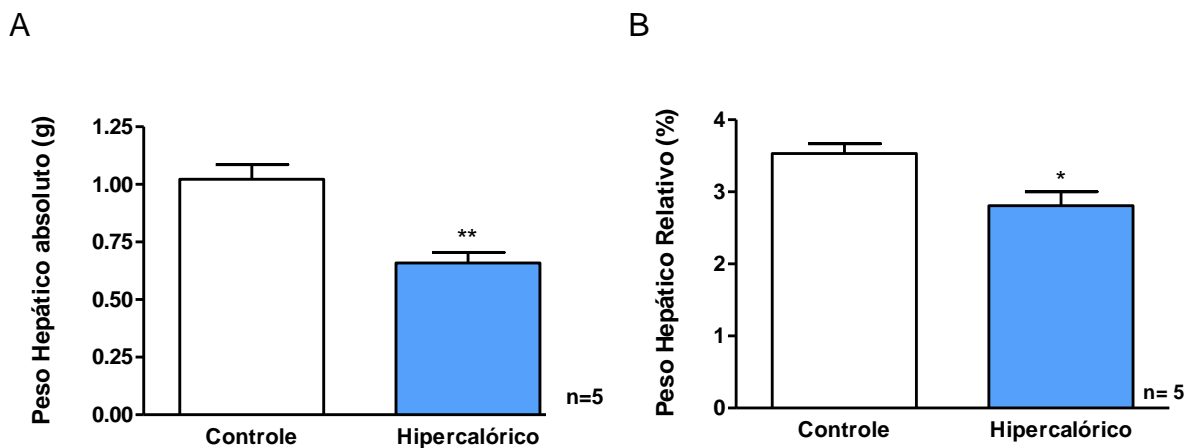 A
Peso Hepático absoluto (g)
1.25
1.00
0.75
0.50
0.25
0.00
**
Controle
Hipercalórico
n=5
B
Peso Hepático Relativo (%)
4
3
2
1
0
*
Controle
Hipercalórico
n= 5